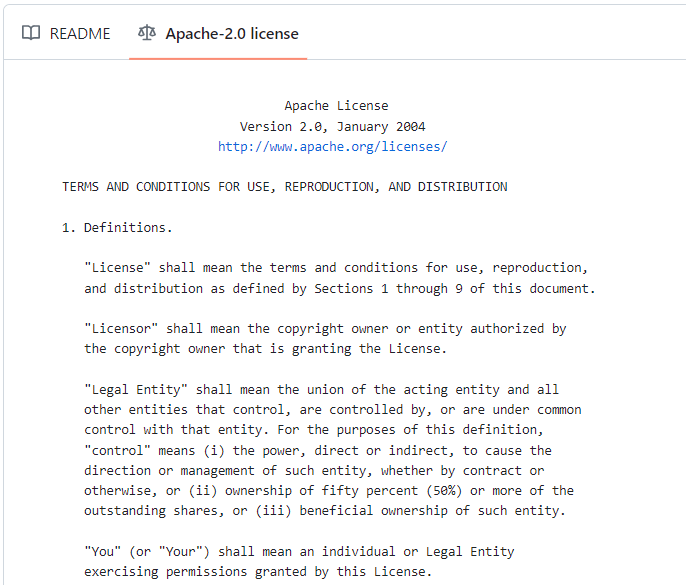 README
Apache-2.0 license
Apache License
Version 2.0, January 2004
http://www.apache.org/licenses/
TERMS AND CONDITIONS FOR USE, REPRODUCTION, AND DISTRIBUTION
1. Definitions.
"License" shall mean the terms and conditions for use, reproduction,
and distribution as defined by Sections 1 through 9 of this document.
"Licensor" shall mean the copyright owner or entity authorized by
the copyright owner that is granting the License.
"Legal Entity" shall mean the union of the acting entity and all
other entities that control, are controlled by, or are under common
control with that entity. For the purposes of this definition,
"control" means (i) the power, direct or indirect, to cause the
direction or management of such entity, whether by contract or
otherwise, or (ii) ownership of fifty percent (50%) or more of the
outstanding shares, or (iii) beneficial ownership of such entity.
"You" (or "Your") shall mean an individual or Legal Entity
exercising permissions granted by this License.